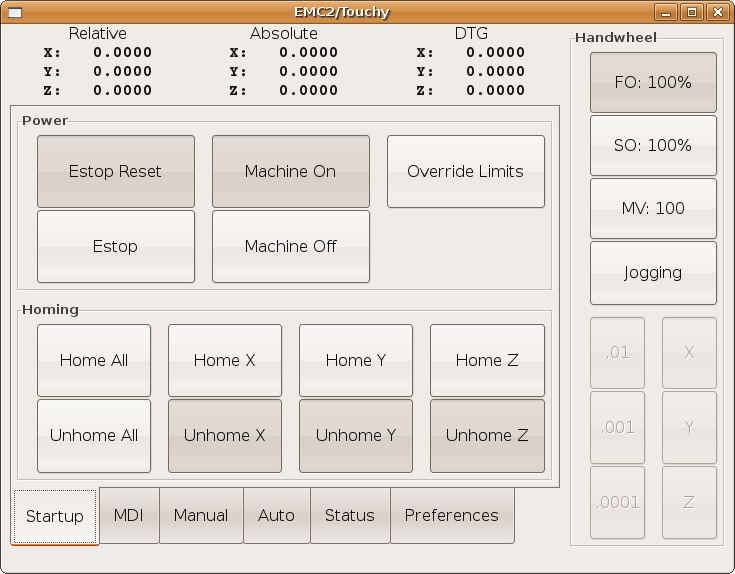 EMC2/Touchy
Relative Absolute DTG Handwheel
X: 0.0000 X: 0.0000 X: 0.0000
Y: 0.0000 Y: 0.0000 Y: 0.0000
Z: 0.0000 Z: 0.0000 Z: 0.0000
FO: 100%
SO: 100%
MV: 100
Jogging
Power
Estop Reset Machine On Override Limits
Estop Machine Off
Homing
Home All Home X Home Y Home Z
Unhome All Unhome X Unhome Y Unhome Z
.01 X
.001 Y
.0001 Z
Startup MDI Manual Auto Status Preferences